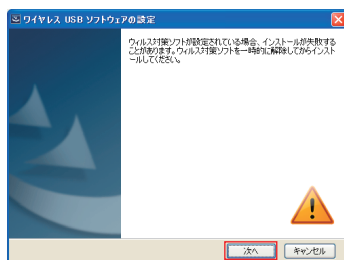 ワイヤレス USB ソフトウェアの設定
ウィルス対策ソフトが設定されている場合、インストールが失敗する
ことがあります。ウィルス対策ソフトを一時的に解除してからインスト
ールしてください。
次へ
キャンセル